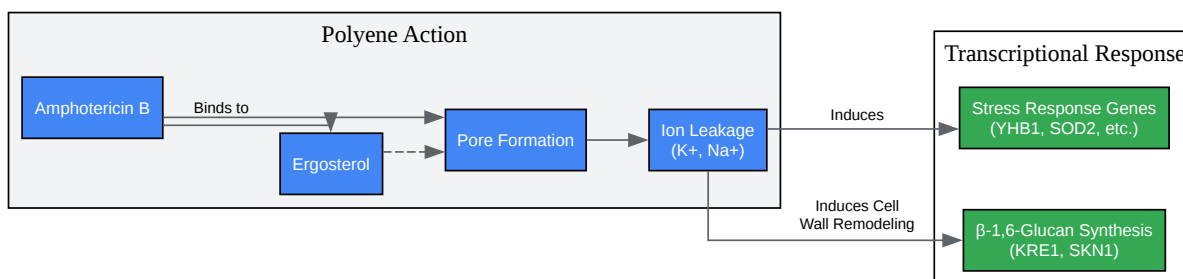 Polyene Action
Transcriptional Response
Amphotericin B
Binds to
Ergosterol
Pore Formation
Ion Leakage
(K+, Na+)
Induces
Stress Response Genes
(YHB1, SOD2, etc.)
Induces Cell
Wall Remodeling
β-1,6-Glucan Synthesis
(KRE1, SKN1)